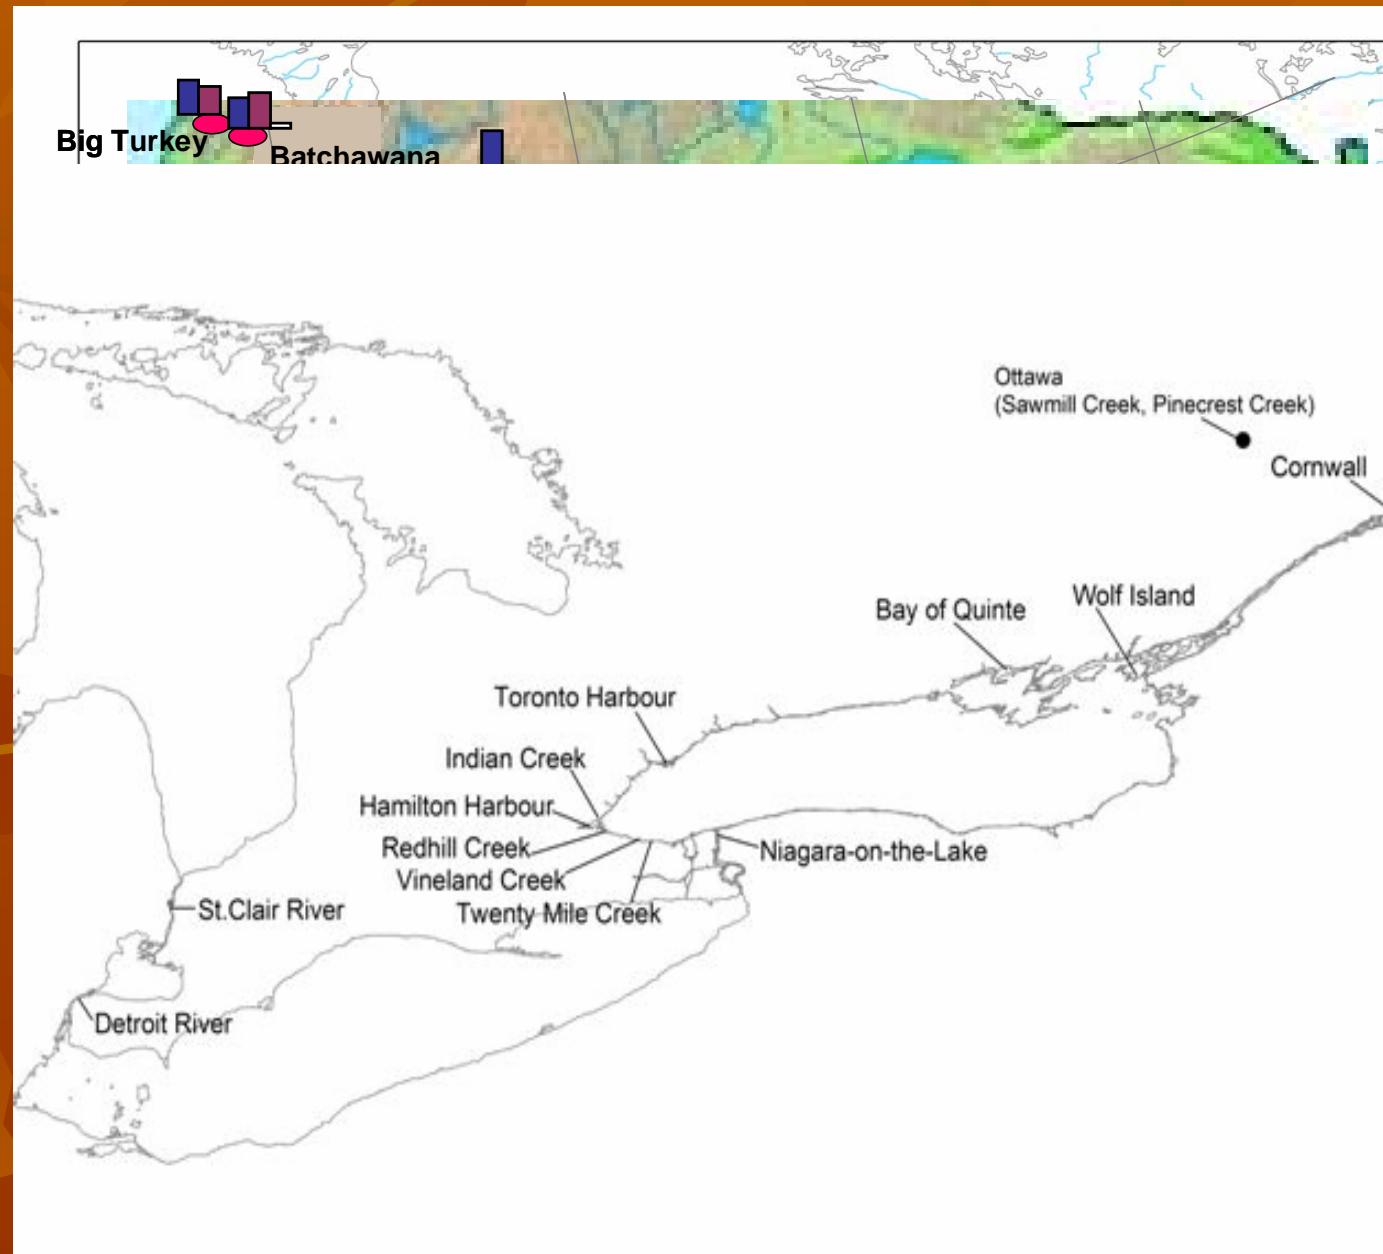 Big Turkey
Batchawana
Ottawa
(Sawmill Creek, Pinecrest Creek)
Cornwall
Wolf Island
Bay of Quinte
Toronto Harbour
Indian Creek
Hamilton Harbour
Redhill Creek
Niagara-on-the-Lake
Vineland Creek
St.Clair River
Twenty Mile Creek
Detroit River